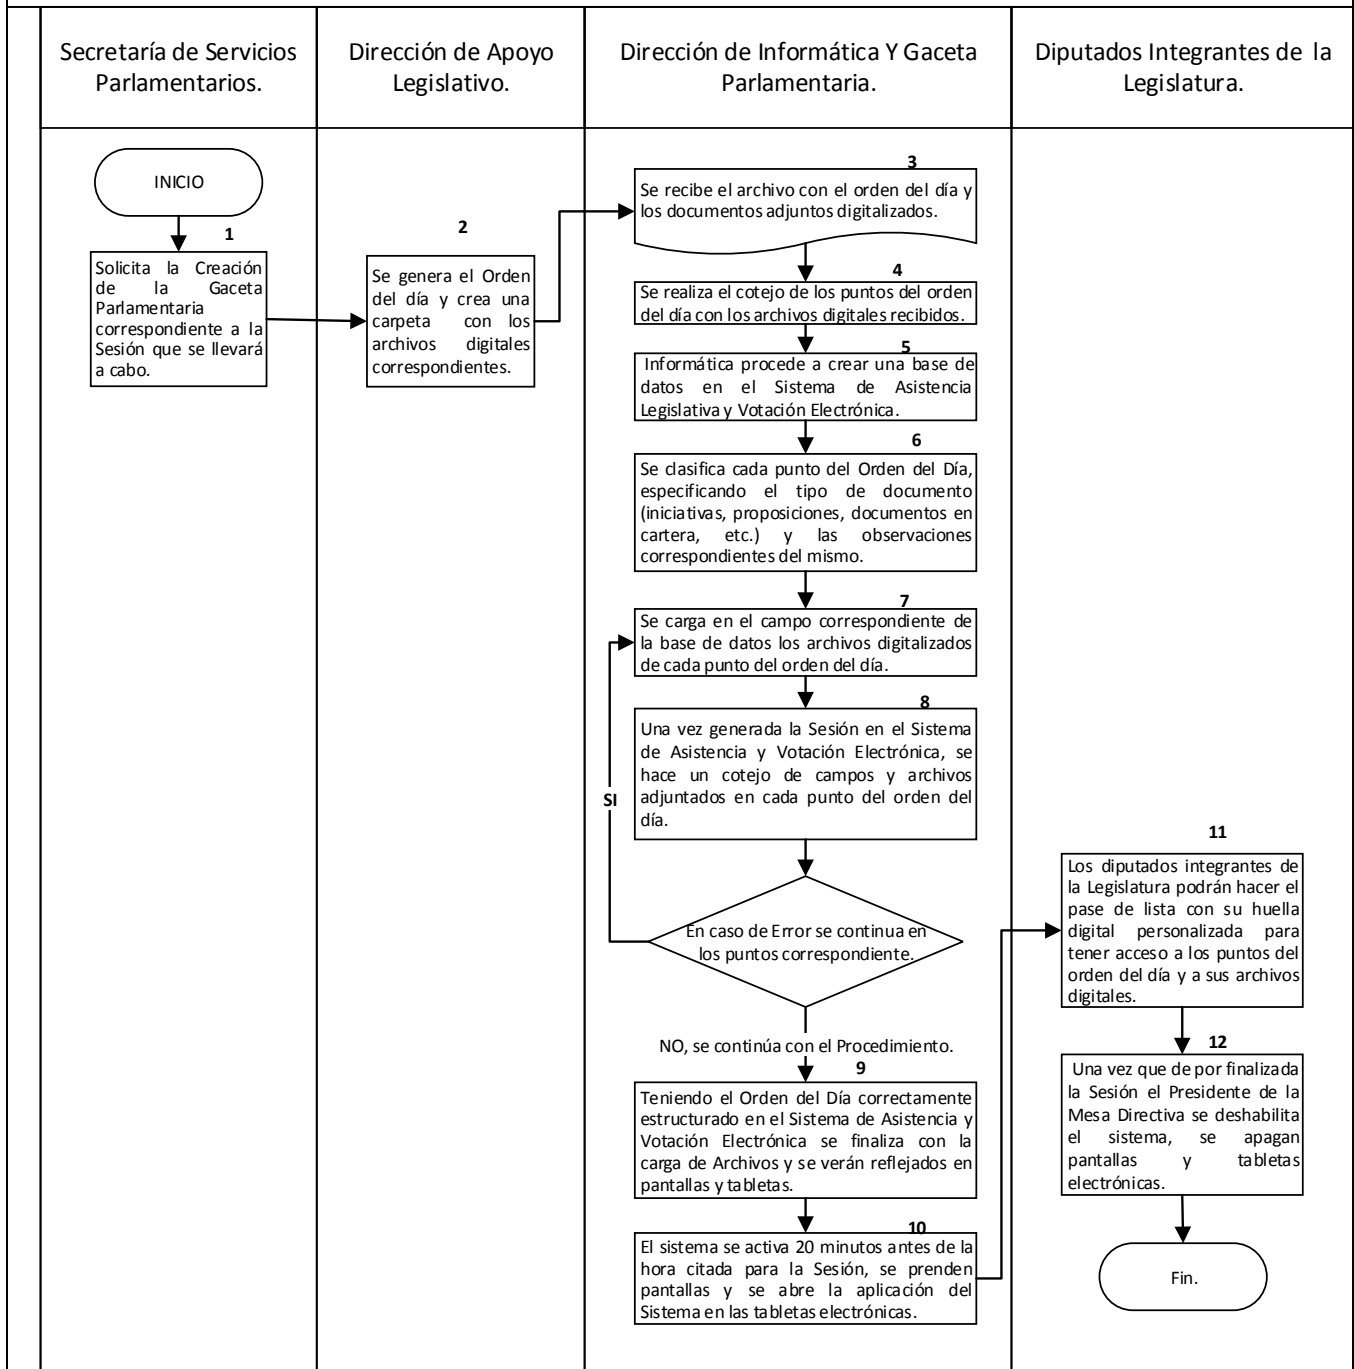 Secretaría de Servicios
Parlamentarios.
Dirección de Apoyo
Legislativo.
Dirección de Informática Y Gaceta
Parlamentaria.
Diputados Integrantes de la
Legislatura.
INICIO
1
Solicita la Creación
de la Gaceta
Parlamentaria
correspondiente a la
Sesión que se llevará
a cabo.
2
Se genera el Orden
del día y crea una
carpeta con los
archivos digitales
correspondientes.
3
Se recibe el archivo con el orden del día y
los documentos adjuntos digitalizados.
4
Se realiza el cotejo de los puntos del orden
del día con los archivos digitales recibidos.
5
Informática procede a crear una base de
datos en el Sistema de Asistencia
Legislativa y Votación Electrónica.
6
Se clasifica cada punto del Orden del Día,
especificando el tipo de documento
(iniciativas, proposiciones, documentos en
cartera, etc.) y las observaciones
correspondientes del mismo.
7
Se carga en el campo correspondiente de
la base de datos los archivos digitalizados
de cada punto del orden del día.
8
Una vez generada la Sesión en el Sistema
de Asistencia y Votación Electrónica, se
hace un cotejo de campos y archivos
adjuntados en cada punto del orden del
día.
SI
En caso de Error se continua en
los puntos correspondiente.
NO, se continúa con el Procedimiento.
9
Teniendo el Orden del Día correctamente
estructurado en el Sistema de Asistencia y
Votación Electrónica se finaliza con la
carga de Archivos y se verán reflejados en
pantallas y tabletas.
10
El sistema se activa 20 minutos antes de la
hora citada para la Sesión, se prenden
pantallas y se abre la aplicación del
Sistema en las tabletas electrónicas.
11
Los diputados integrantes de
la Legislatura podrán hacer el
pase de lista con su huella
digital personalizada para
tener acceso a los puntos del
orden del día y a sus archivos
digitales.
12
Una vez que de por finalizada
la Sesión el Presidente de la
Mesa Directiva se deshabilita
el sistema, se apagan
pantallas y tabletas
electrónicas.
Fin.